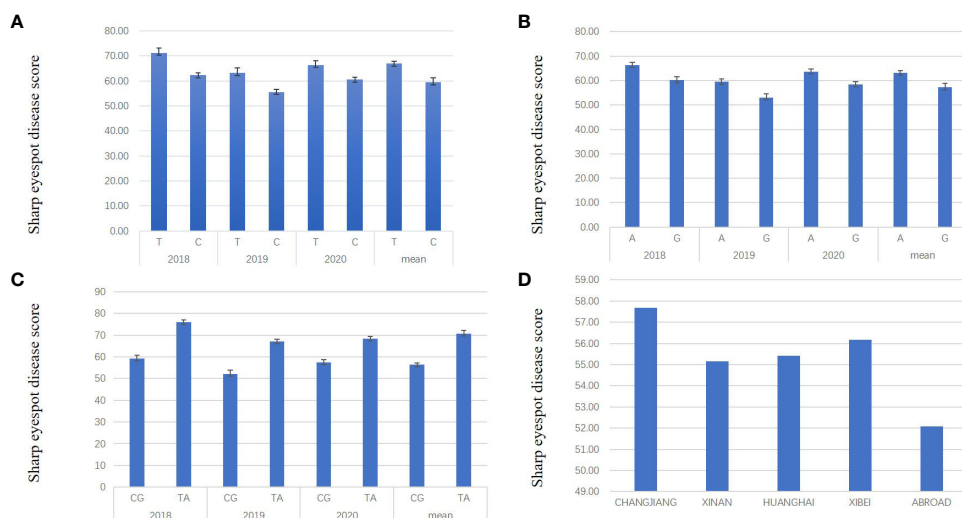 A
Sharp eyespot disease score
80.00
70.00
60.00
50.00
40.00
30.00
20.00
10.00
0.00
T C T C T C T C
2018 2019 2020 mean
B
Sharp eyespot disease score
80.00
70.00
60.00
50.00
40.00
30.00
20.00
10.00
0.00
A G A G A G A G
2018 2019 2020 mean
C
Sharp eyespot disease score
90
80
70
60
50
40
30
20
10
0
CG TA CG TA CG TA CG TA
2018 2019 2020 mean
D
Sharp eyespot disease score
59.00
58.00
57.00
56.00
55.00
54.00
53.00
52.00
51.00
50.00
49.00
CHANGJIANG XINAN HUANGHAI XIBEI ABROAD